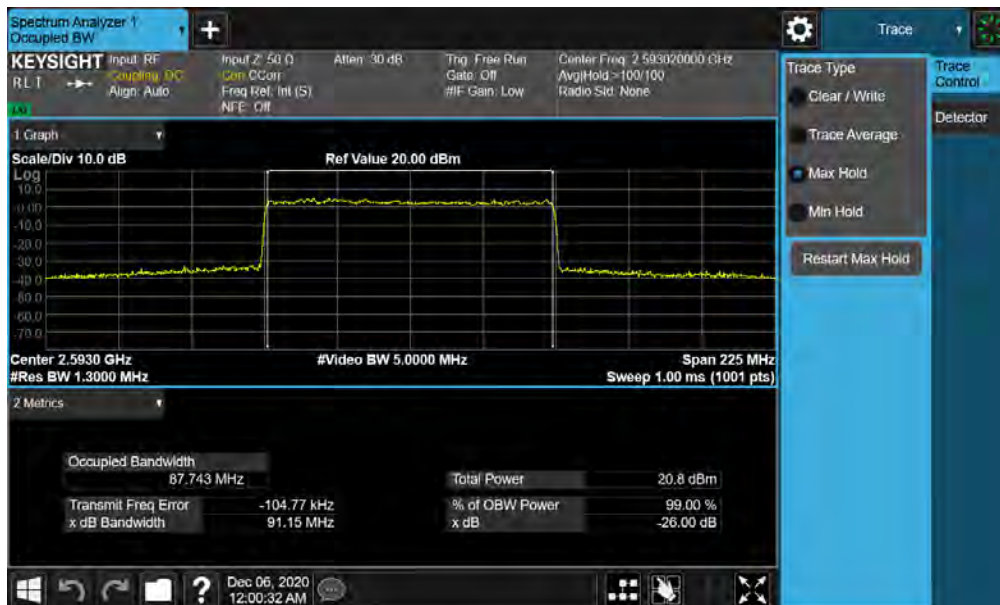 Spectrum Analyzer 1
Occupied BW
+
Trace
KEYSIGHT
RLT
Input: RF
Coupling: DC
Align: Auto
Input Z: 50 Ω
Corr CCorr
Freq Ref: Int (S)
NFE: Off
Atten: 30 dB
Trig: Free Run
Gate: Off
#IF Gain: Low
Center Freq: 2.593020000 GHz
Avg|Hold:>100/100
Radio Std: None
Trace Type
Clear / Write
Trace Average
Max Hold
Min Hold
Restart Max Hold
Trace
Control
Detector
1 Graph
Scale/Div 10.0 dB
Ref Value 20.00 dBm
Log
10.0
0.00
-10.0
-20.0
-30.0
-40.0
-50.0
-60.0
-70.0
Center 2.5930 GHz
#Video BW 5.0000 MHz
Span 225 MHz
#Res BW 1.3000 MHz
Sweep 1.00 ms (1001 pts)
2 Metrics
Occupied Bandwidth
87.743 MHz
Total Power
20.8 dBm
Transmit Freq Error
-104.77 kHz
% of OBW Power
99.00 %
x dB Bandwidth
91.15 MHz
x dB
-26.00 dB
?
Dec 06, 2020
12:00:32 AM